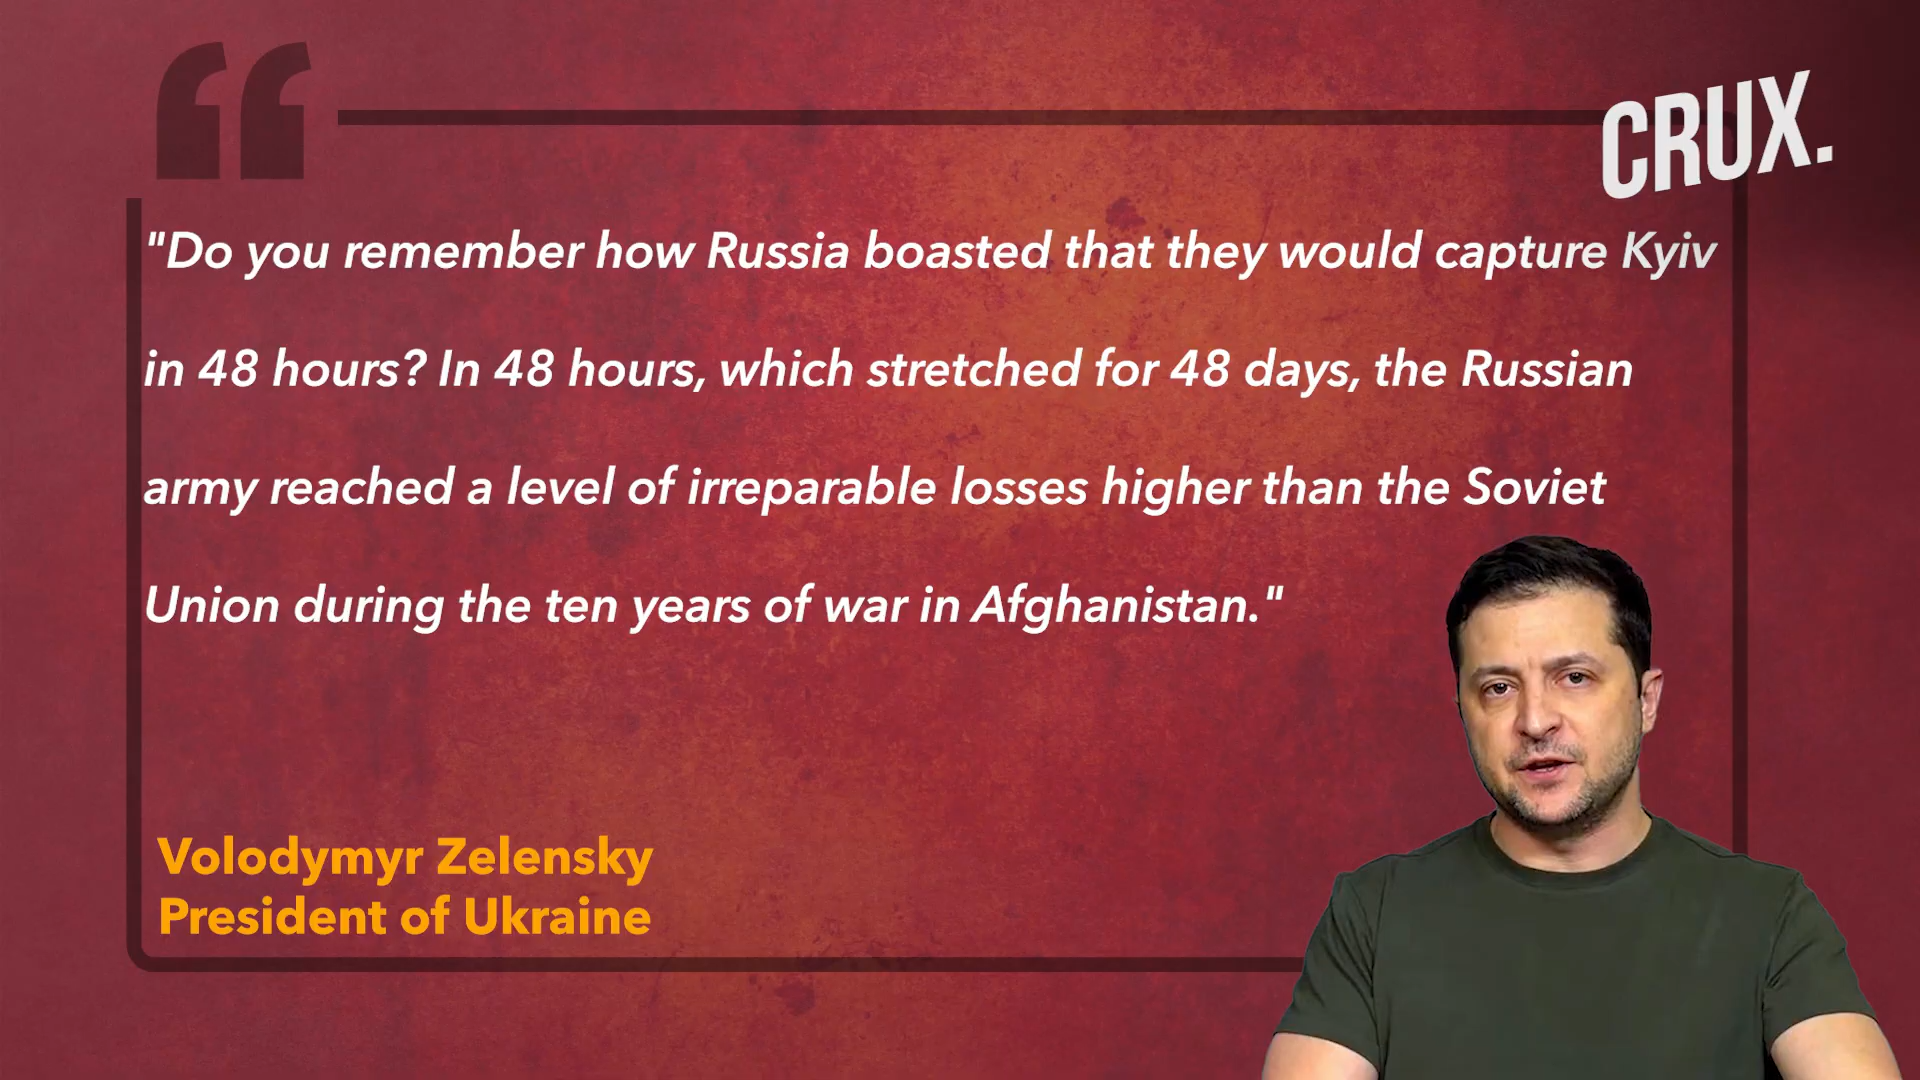 CRUX.
"Do you remember how Russia boasted that they would capture Kyiv
in 48 hours? In 48 hours, which stretched for 48 days, the Russian
army reached a level of irreparable losses higher than the Soviet
Union during the ten years of war in Afghanistan."
Volodymyr Zelensky
President of Ukraine